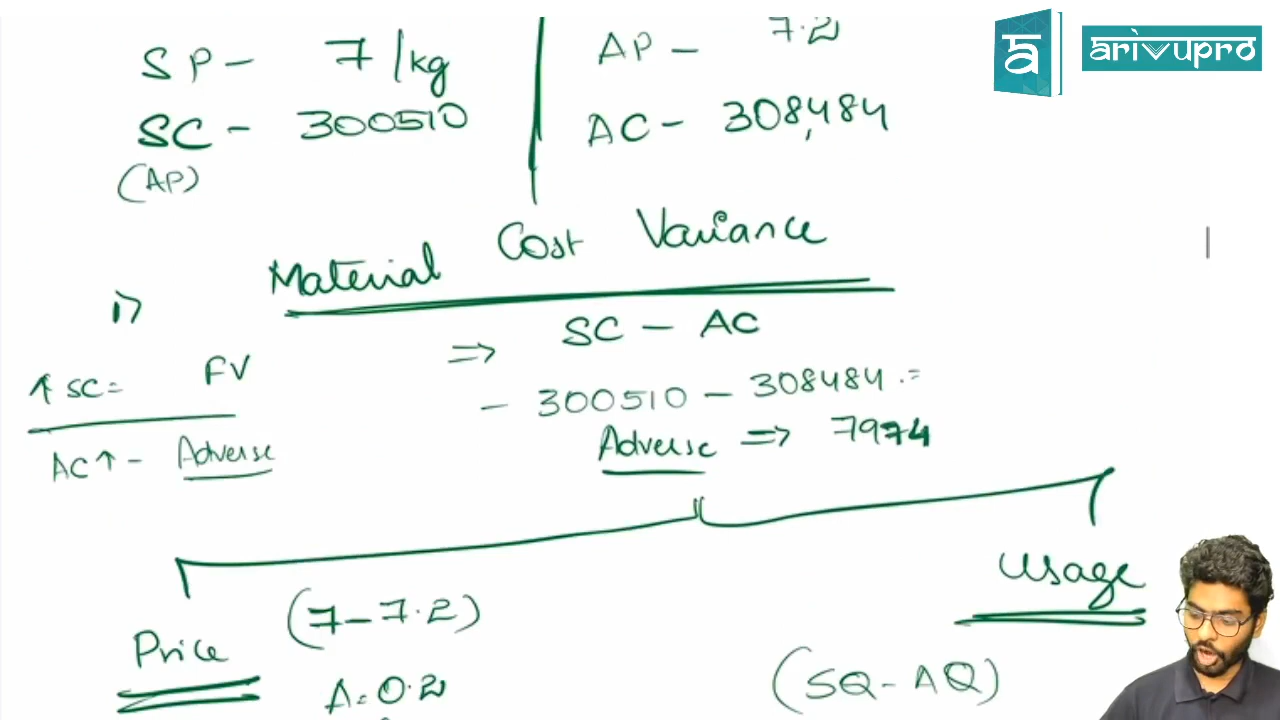 SP - 7/kg
SC - 300510
(AP)
AP - 7.2
AC - 308,484
ā arivupro
1) Material Cost Variance
=> SC - AC
- 300510 - 308484 =
Adverse => 7974
↑ SC = FV
AC ↑ - Adverse
Price
(7 - 7.2)
A = 0.2
Usage
(SQ - AQ)